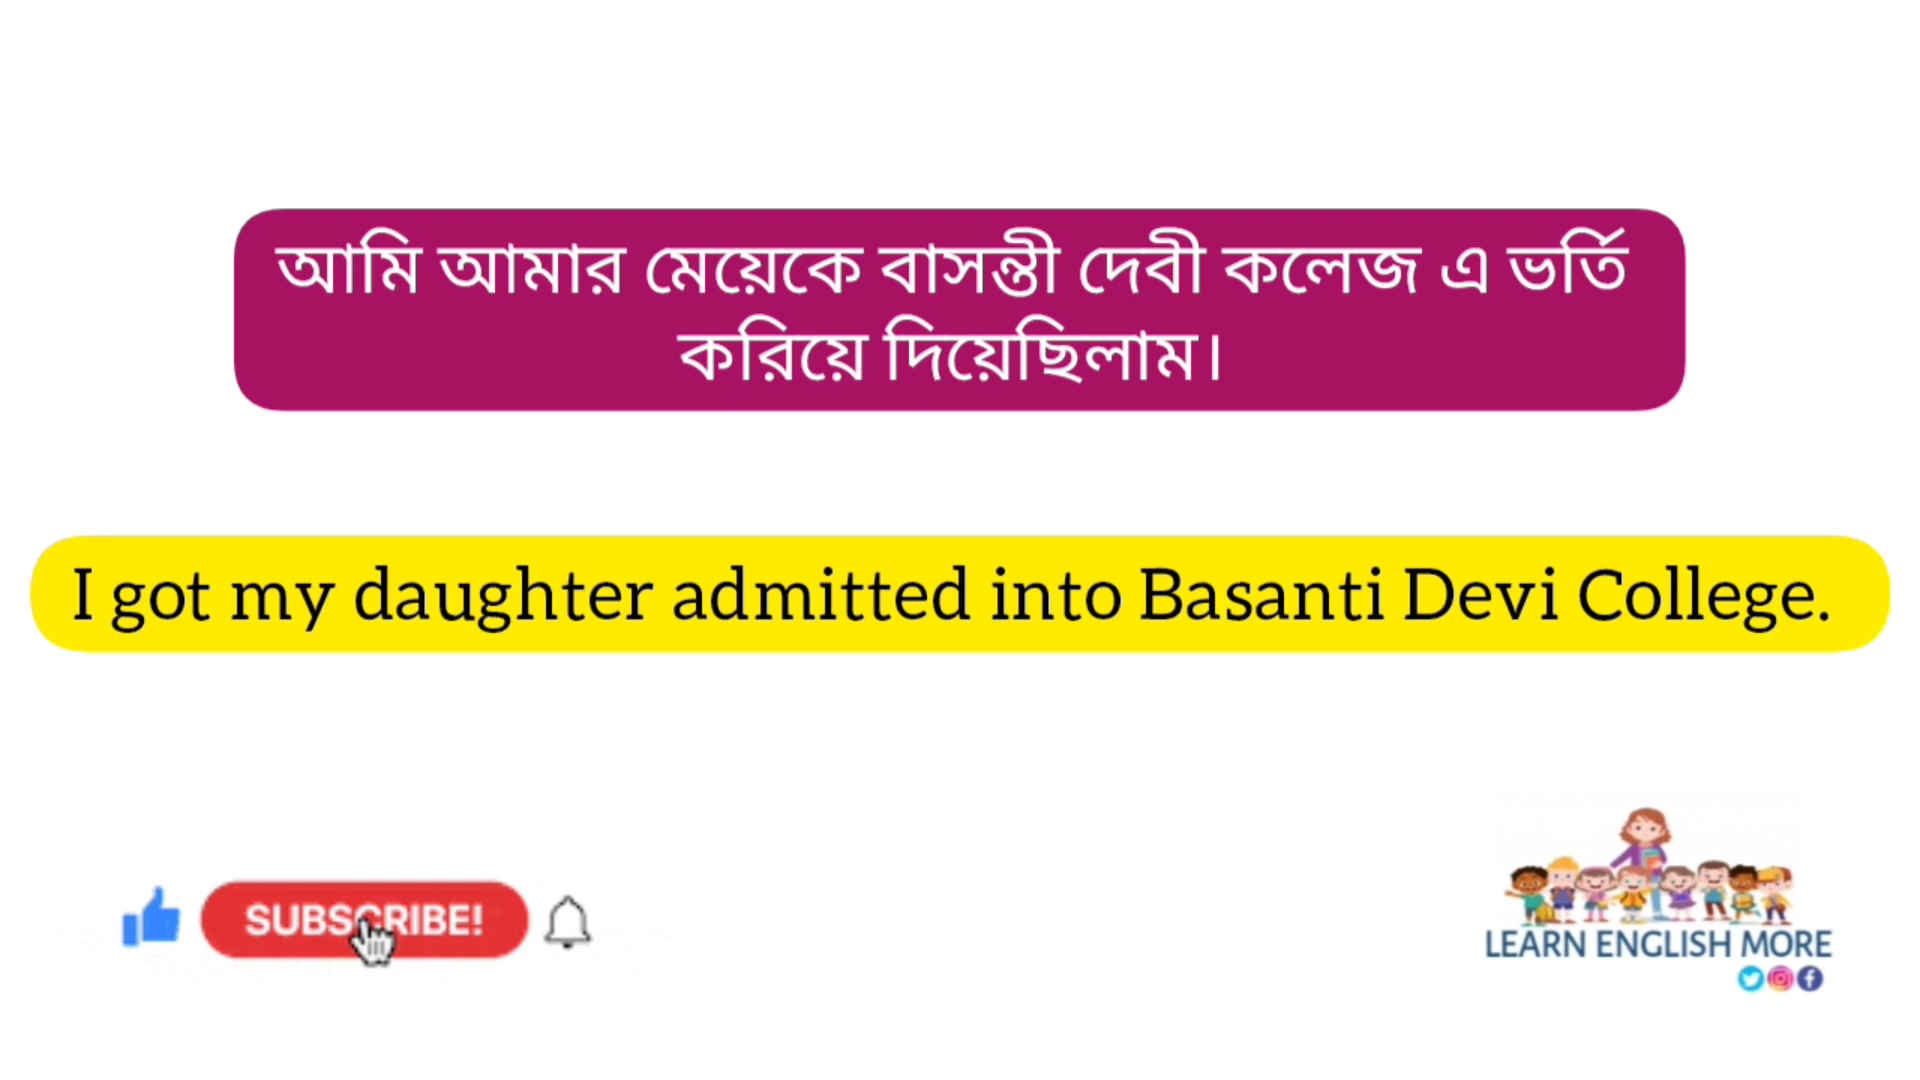 আমি আমার মেয়েকে বাসন্তী দেবী কলেজ এ ভর্তি
করিয়ে দিয়েছিলাম।
I got my daughter admitted into Basanti Devi College.
SUBSCRIBE!
LEARN ENGLISH MORE